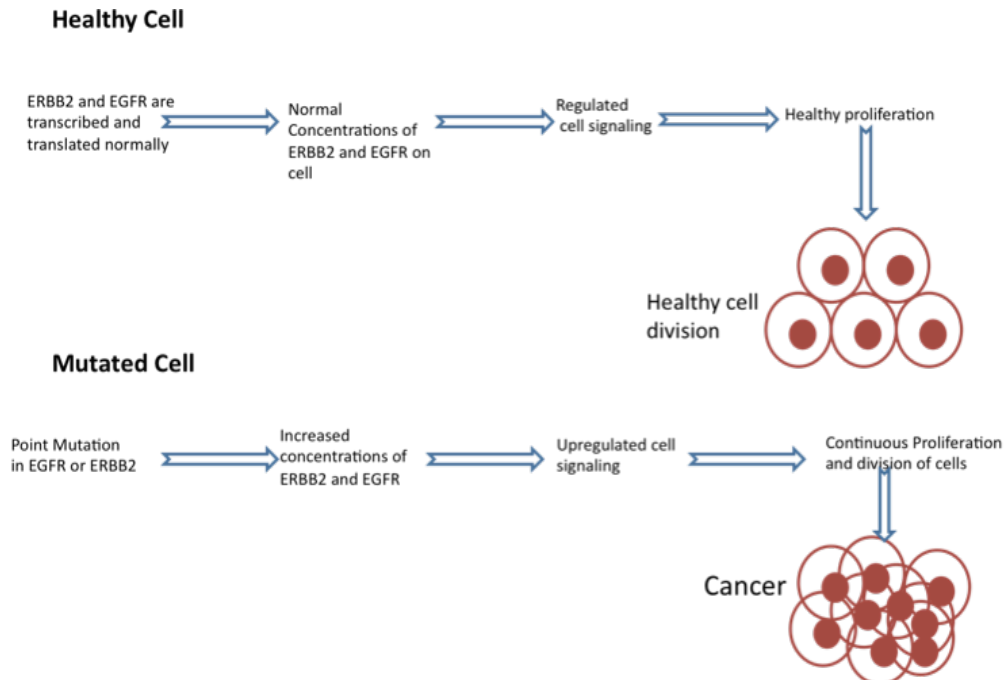 Healthy Cell
ERBB2 and EGFR are
transcribed and
translated normally
Normal
Concentrations of
ERBB2 and EGFR on
cell
Regulated
cell signaling
Healthy proliferation
Healthy cell
division
Mutated Cell
Point Mutation
in EGFR or ERBB2
Increased
concentrations of
ERBB2 and EGFR
Upregulated cell
signaling
Continuous Proliferation
and division of cells
Cancer